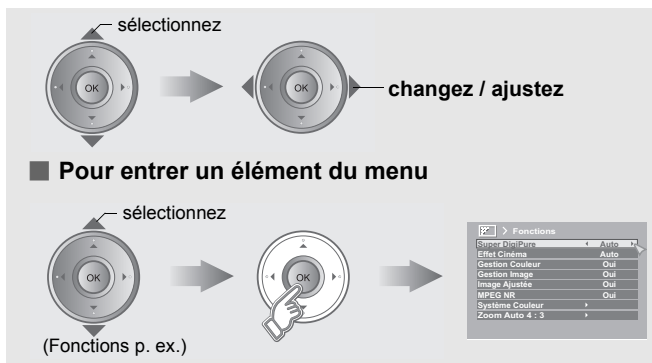 sélectionnez
OK
OK
changez / ajustez
Pour entrer un élément du menu
sélectionnez
OK
OK
(Fonctions p. ex.)
> Fonctions
Super DigiPure Auto
Effet Cinéma Auto
Gestion Couleur Oui
Gestion Image Oui
Image Ajustée Oui
MPEG NR Oui
Système Couleur
Zoom Auto 4 : 3